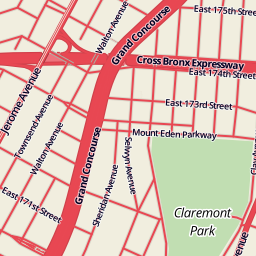 East 175th Street
Walton Avenue
Grand Concourse
Cross Bronx Expressway
East 174th Street
Jerome Avenue
East 173rd Street
Townsend Avenue
Mount Eden Parkway
Walton Avenue
Selwyn Avenue
Grand Concourse
East 171st Street
Sheridan Avenue
Claremont
Park